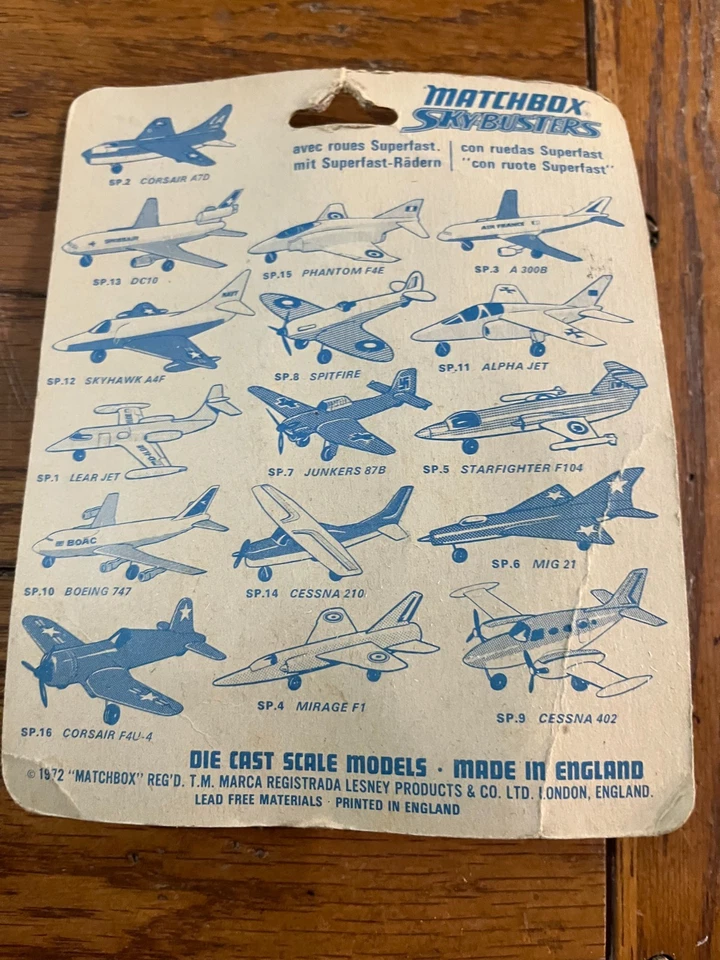 MATCHBOX
SKY-BUSTERS
avec roues Superfast.
mit Superfast-Rädern
con ruedas Superfast
"con ruote Superfast"
SP.2 CORSAIR A7D
SP.13 DC10
SP.15 PHANTOM F4E
AIR FRANCE
SP.3 A 300B
NAVY
SP.12 SKYHAWK A4F
SP.8 SPITFIRE
SP.11 ALPHA JET
SP.1 LEAR JET
SP.7 JUNKERS 87B
SP.5 STARFIGHTER F104
BOAC
SP.10 BOEING 747
SP.14 CESSNA 210
SP.6 MIG 21
SP.16 CORSAIR F4U-4
SP.4 MIRAGE F1
SP.9 CESSNA 402
DIE CAST SCALE MODELS · MADE IN ENGLAND
© 1972 "MATCHBOX" REG'D. T.M. MARCA REGISTRADA LESNEY PRODUCTS & CO. LTD. LONDON, ENGLAND.
LEAD FREE MATERIALS · PRINTED IN ENGLAND